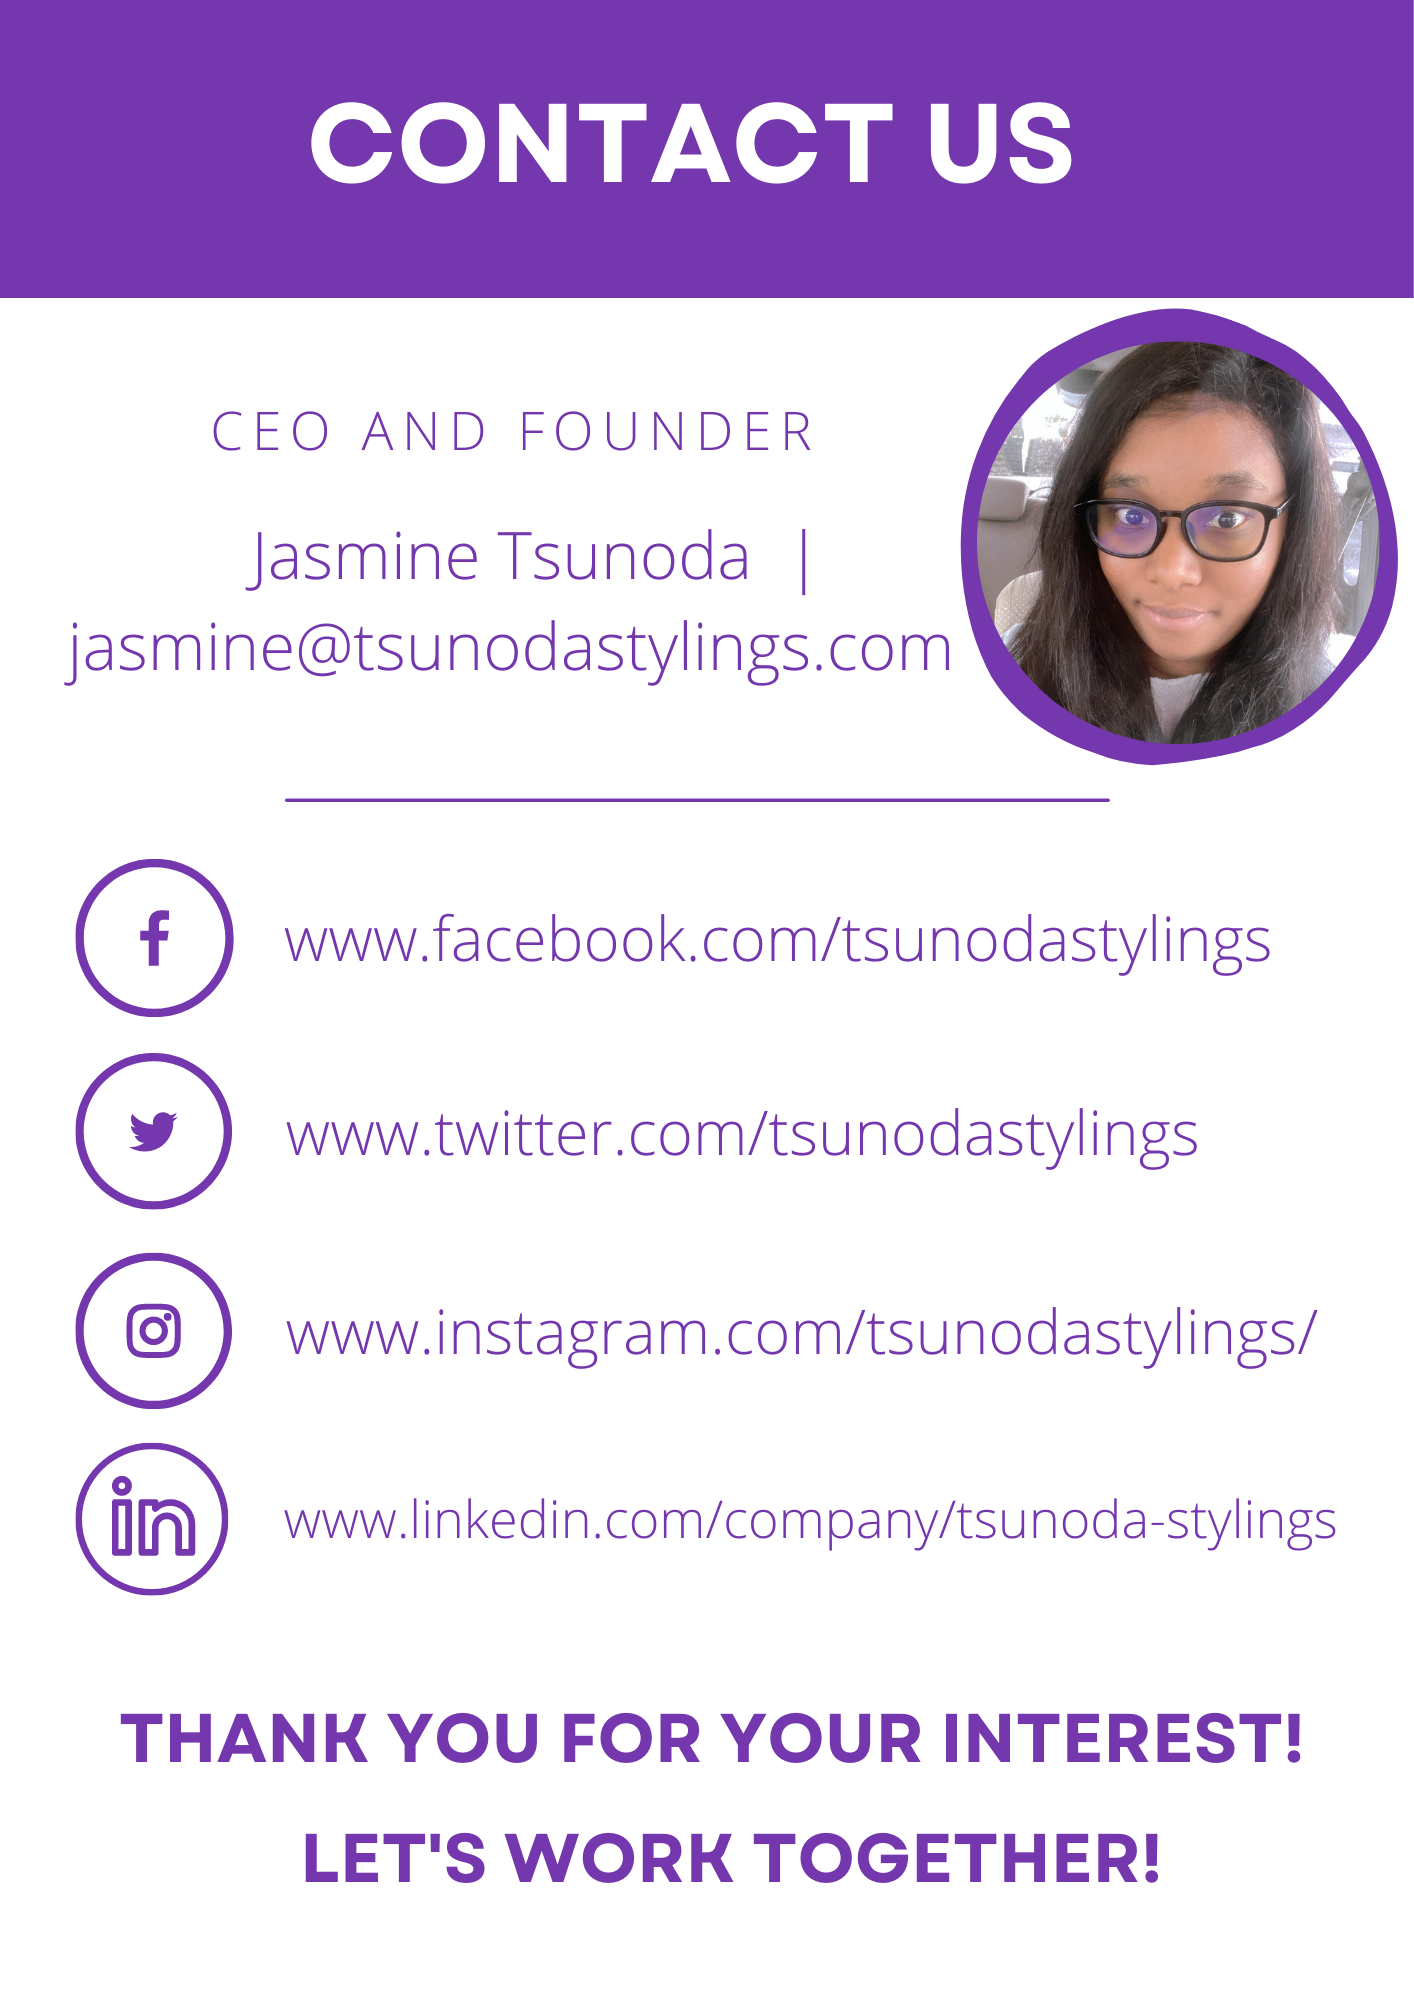 CONTACT US
CEO AND FOUNDER
Jasmine Tsunoda |
jasmine@tsunodastylings.com
www.facebook.com/tsunodastylings
www.twitter.com/tsunodastylings
www.instagram.com/tsunodastylings/
www.linkedin.com/company/tsunoda-stylings
THANK YOU FOR YOUR INTEREST!
LET'S WORK TOGETHER!